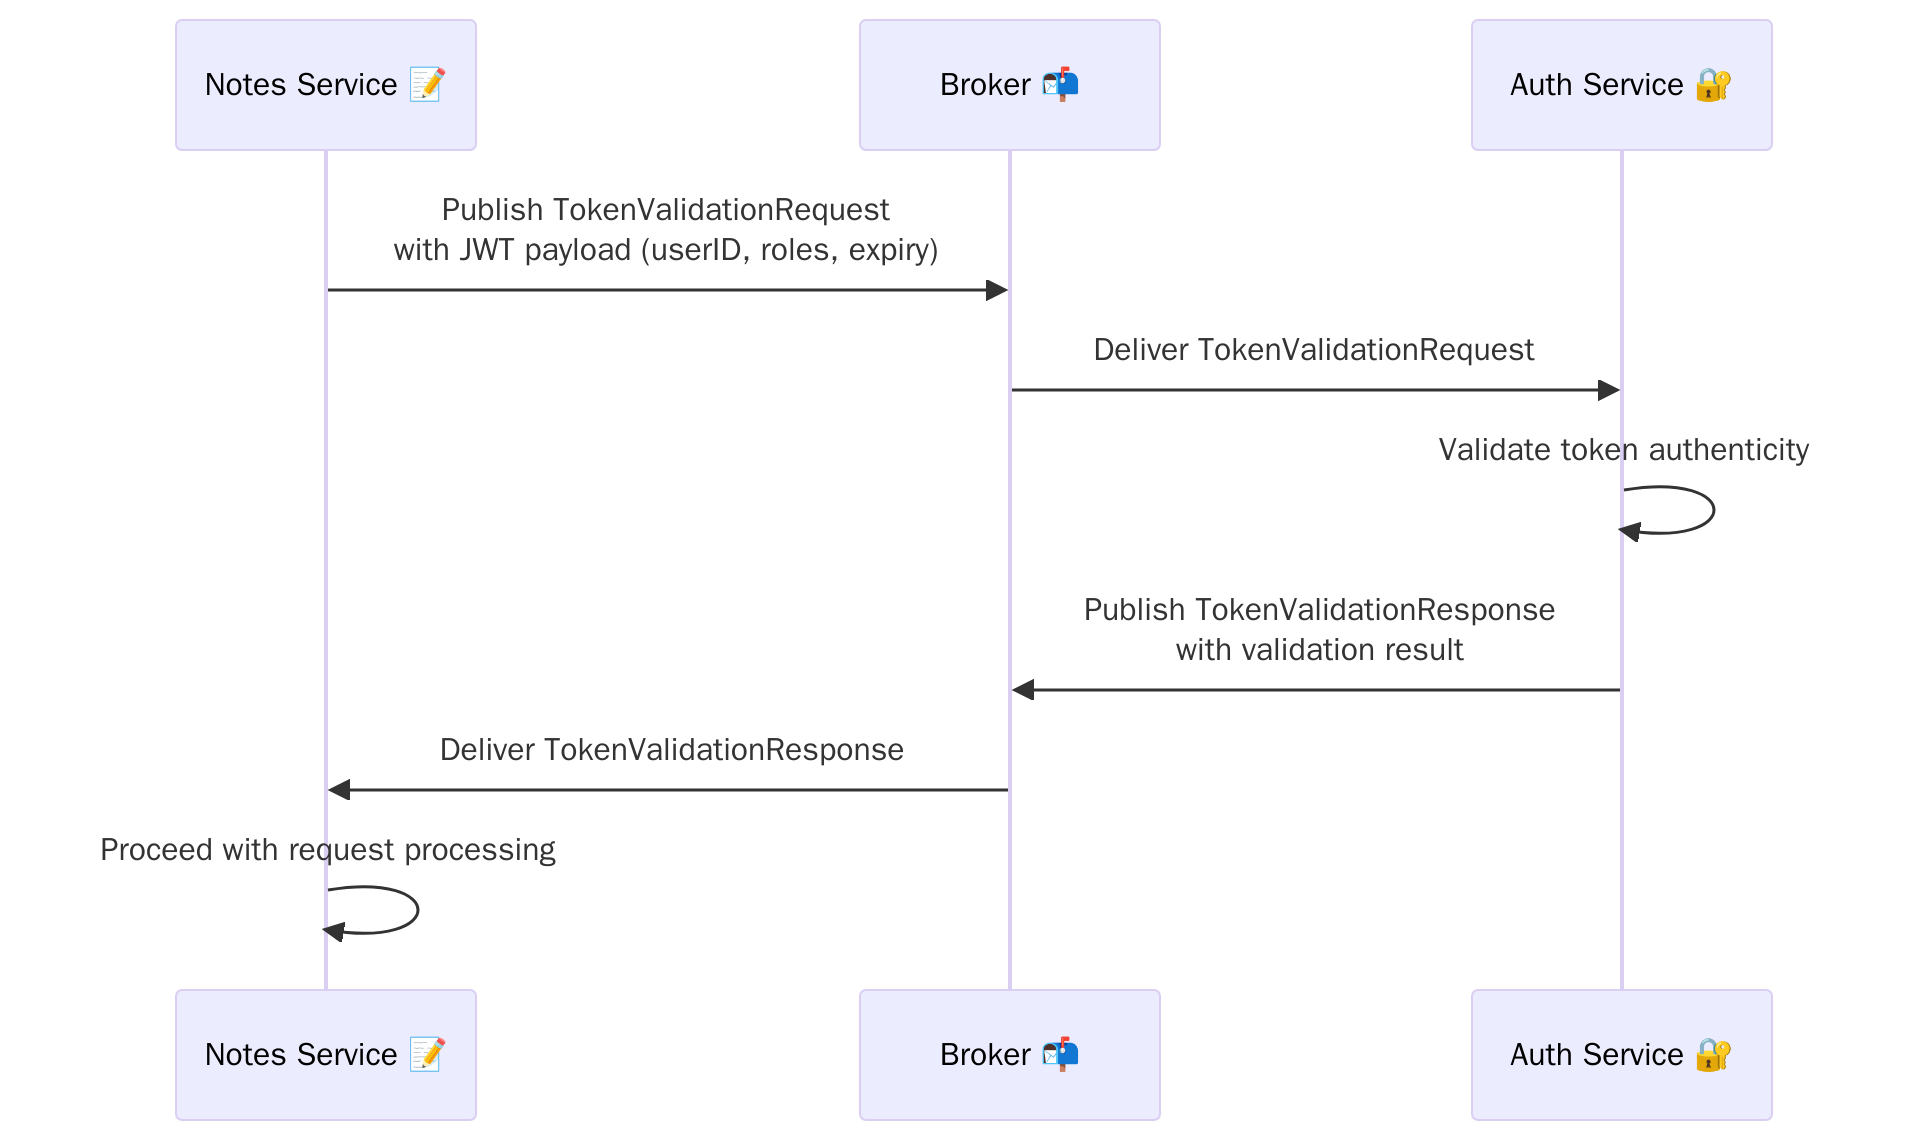 Notes Service 📝
Broker 📬
Auth Service 🔐
Publish TokenValidationRequest
with JWT payload (userID, roles, expiry)
Deliver TokenValidationRequest
Validate token authenticity
Publish TokenValidationResponse
with validation result
Deliver TokenValidationResponse
Proceed with request processing
Notes Service 📝
Broker 📬
Auth Service 🔐